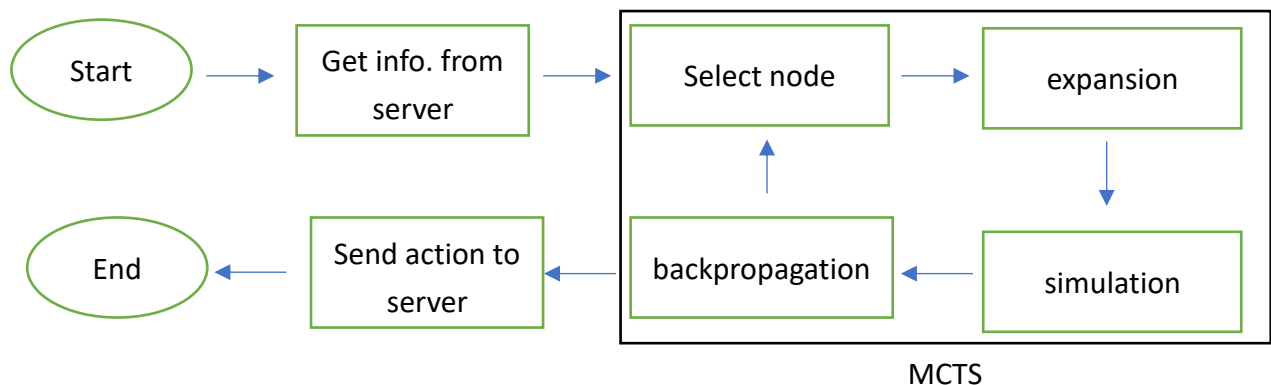 Start
Get info. from
server
Select node
expansion
End
Send action to
server
backpropagation
simulation
MCTS